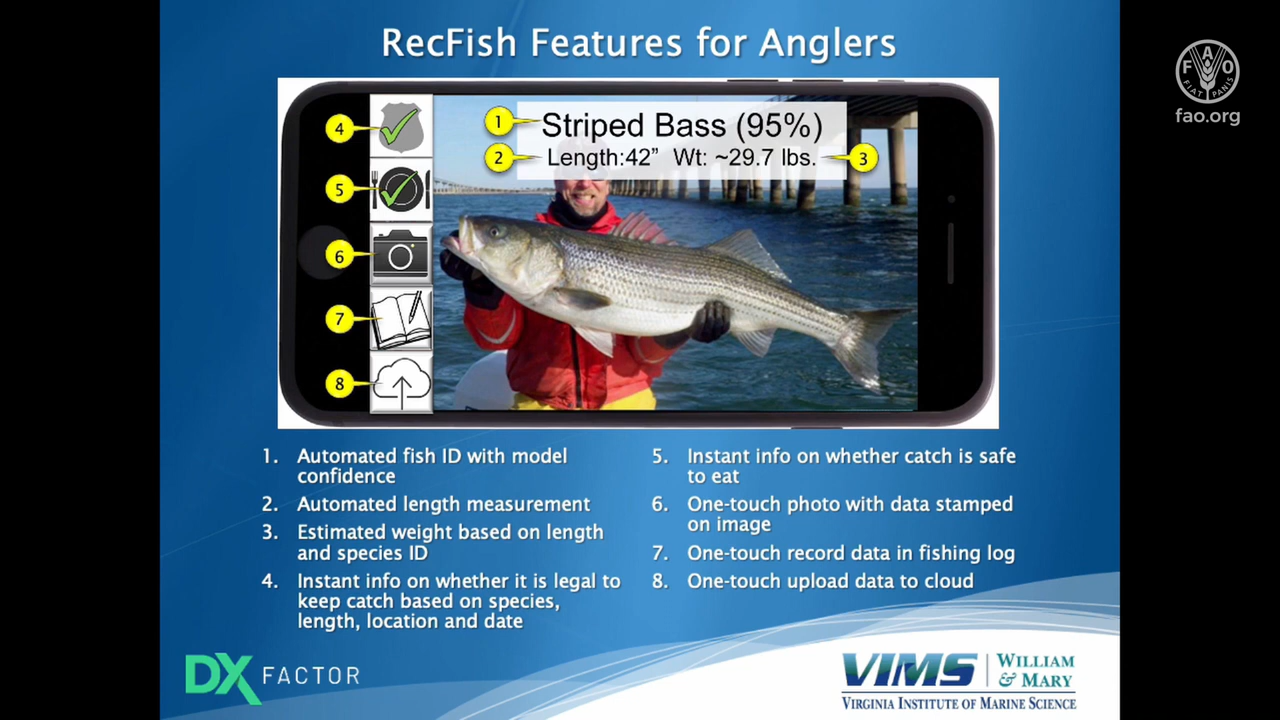 RecFish Features for Anglers
FAO
FIAT PANIS
fao.org
1
Striped Bass (95%)
2
Length:42” Wt: ~29.7 lbs.
3
4
5
6
7
8
1. Automated fish ID with model
confidence
2. Automated length measurement
3. Estimated weight based on length
and species ID
4. Instant info on whether it is legal to
keep catch based on species,
length, location and date
5. Instant info on whether catch is safe
to eat
6. One-touch photo with data stamped
on image
7. One-touch record data in fishing log
8. One-touch upload data to cloud
DX FACTOR
VIMS
WILLIAM
& MARY
VIRGINIA INSTITUTE OF MARINE SCIENCE